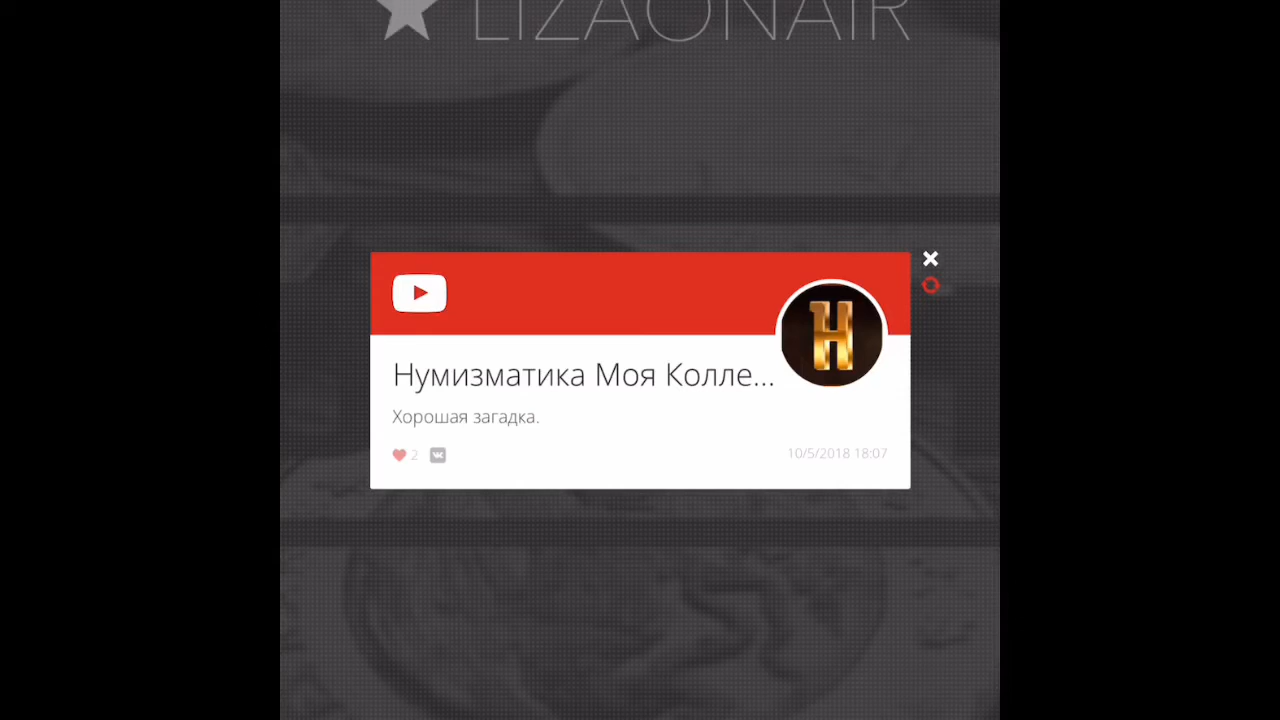 LIZAONAIR
H
Нумизматика Моя Колле...
Хорошая загадка.
2
10/5/2018 18:07